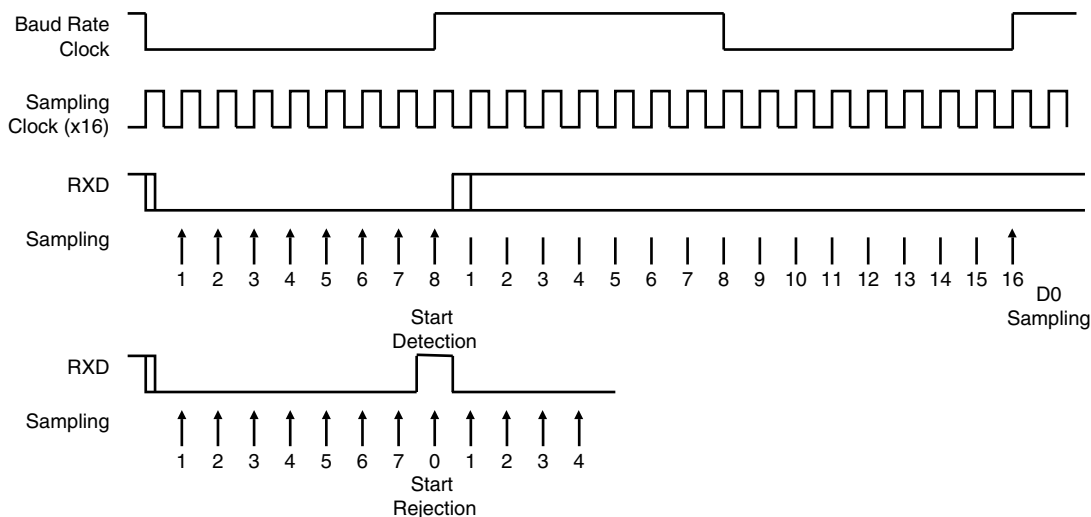 Baud Rate
Clock
Sampling
Clock (x16)
RXD
Sampling
1 2 3 4 5 6 7 8 1 2 3 4 5 6 7 8 9 10 11 12 13 14 15 16
D0
Sampling
Start
Detection
RXD
Sampling
1 2 3 4 5 6 7 0 1 2 3 4
Start
Rejection